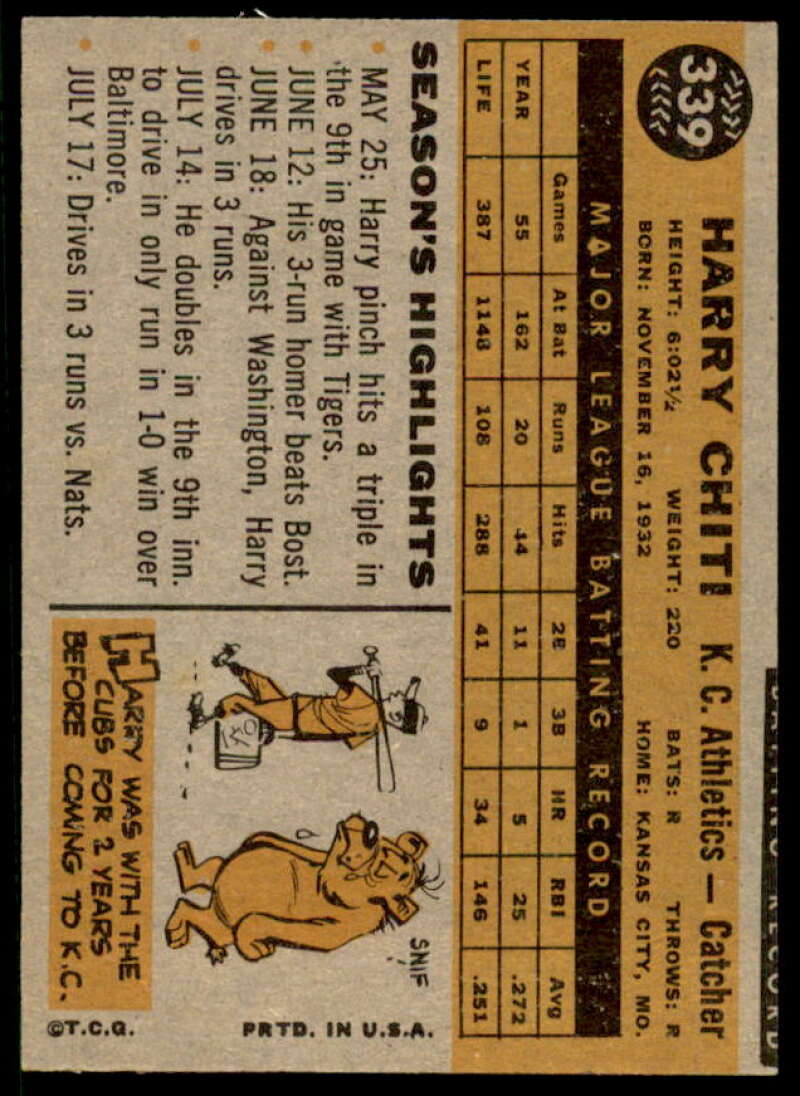 339
HARRY CHITI K. C. Athletics — Catcher
HEIGHT: 6:02½ WEIGHT: 220 BATS: R THROWS: R
BORN: NOVEMBER 16, 1932 HOME: KANSAS CITY, MO.
MAJOR LEAGUE BATTING RECORD
Games At Bat Runs Hits 2B 3B HR RBI Avg
YEAR 55 162 20 44 11 1 5 25 .272
LIFE 387 1148 108 288 41 9 34 146 .251
SEASON'S HIGHLIGHTS
MAY 25: Harry pinch hits a triple in
the 9th in game with Tigers.
JUNE 12: His 3-run homer beats Bost.
JUNE 18: Against Washington, Harry
drives in 3 runs.
JULY 14: He doubles in the 9th inn.
to drive in only run in 1-0 win over
Baltimore.
JULY 17: Drives in 3 runs vs. Nats.
SNIF
HARRY WAS WITH THE
CUBS FOR 2 YEARS
BEFORE COMING TO K.C.
©T.C.G. PRTD. IN U.S.A.